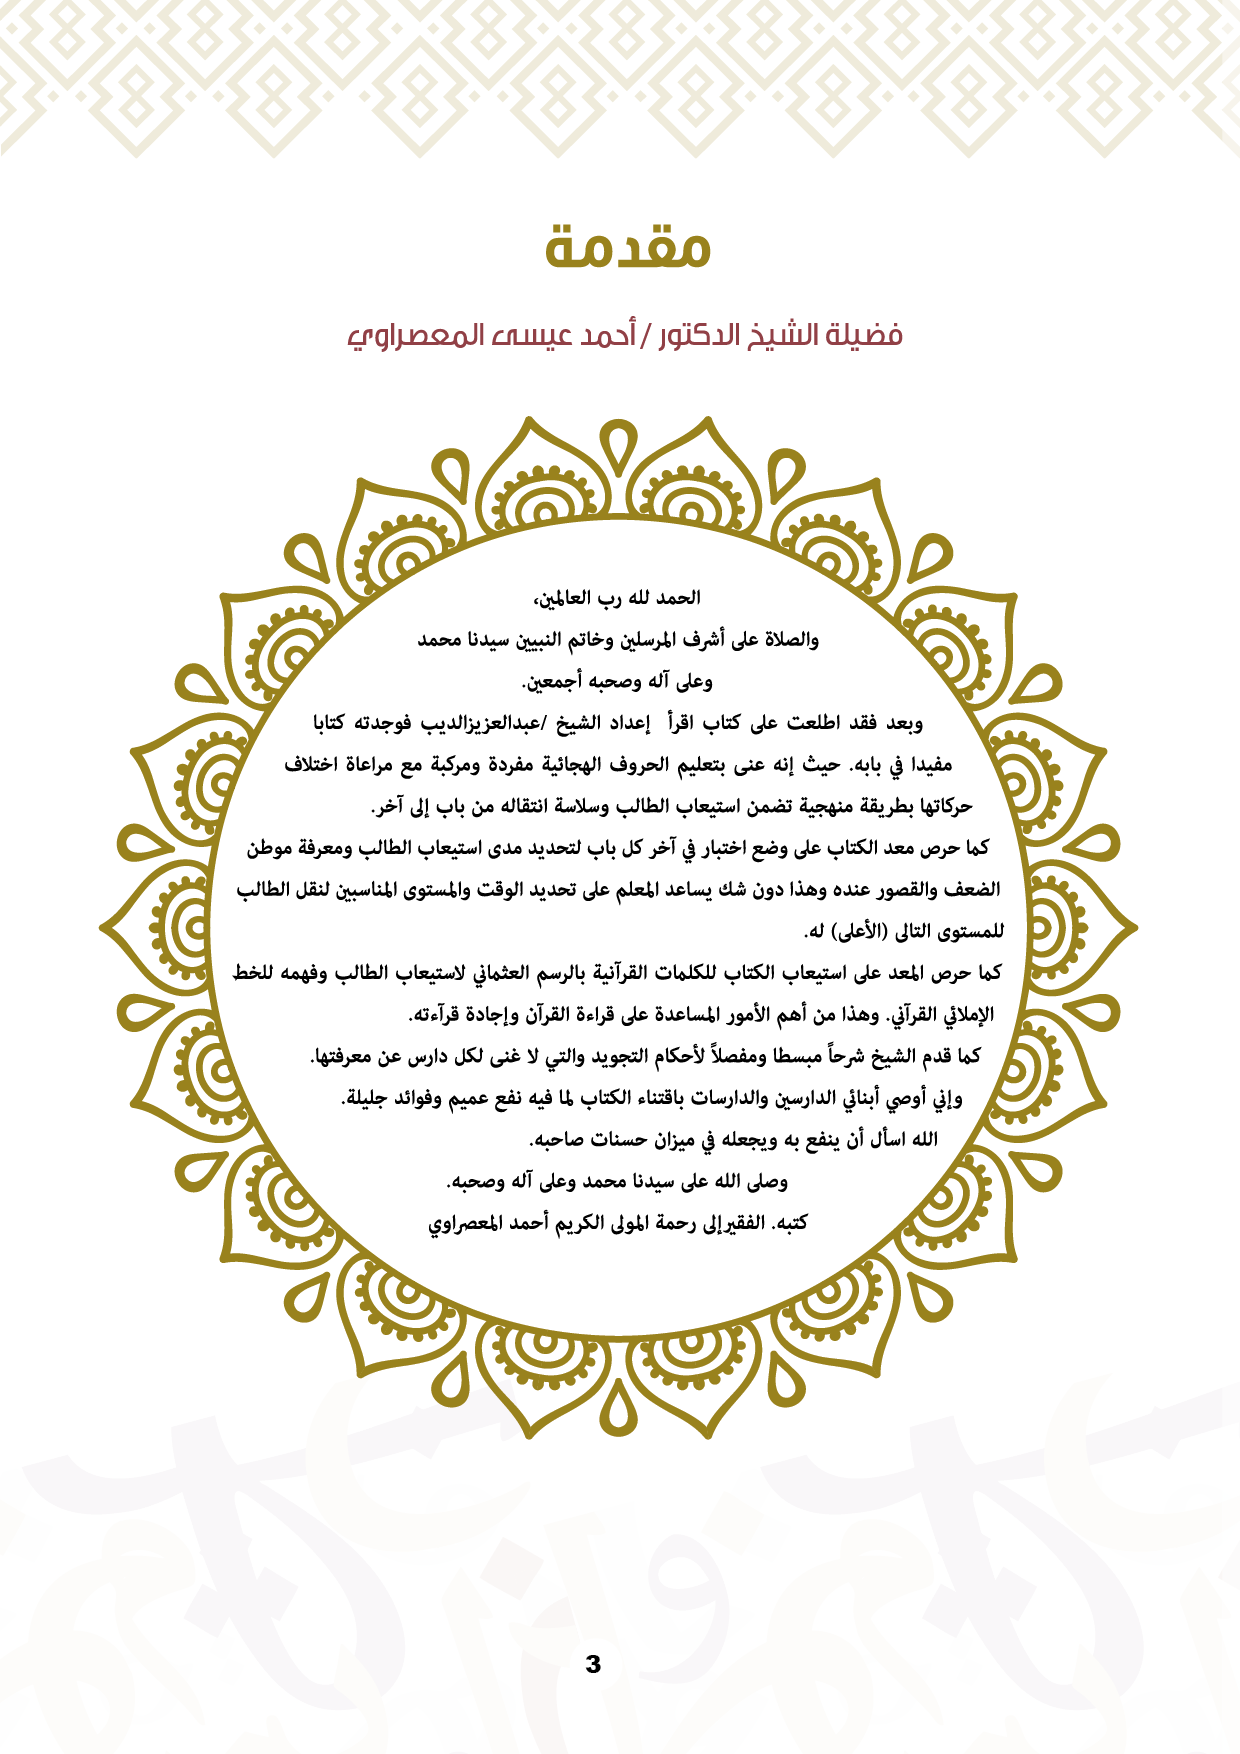 مقدمة
فضيلة الشيخ الدكتور / أحمد عيسى المعصراوي
الحمد لله رب العالمين،
والصلاة على أشرف المرسلين وخاتم النبيين سيدنا محمد
وعلى آله وصحبه أجمعين.
وبعد فقد اطلعت على كتاب اقرأ إعداد الشيخ /عبدالعزيزالديب فوجدته كتابا
مفيدا في بابه. حيث إنه عنى بتعليم الحروف الهجائية مفردة ومركبة مع مراعاة اختلاف
حركاتها بطريقة منهجية تضمن استيعاب الطالب وسلاسة انتقاله من باب إلى آخر.
كما حرص معد الكتاب على وضع اختبار في آخر كل باب لتحديد مدى استيعاب الطالب ومعرفة موطن
الضعف والقصور عنده وهذا دون شك يساعد المعلم على تحديد الوقت والمستوى المناسبين لنقل الطالب
للمستوى التالى (الأعلى) له.
كما حرص المعد على استيعاب الكتاب للكلمات القرآنية بالرسم العثماني لاستيعاب الطالب وفهمه للخط
الإملائي القرآني. وهذا من أهم الأمور المساعدة على قراءة القرآن وإجادة قرآءته.
كما قدم الشيخ شرحاً مبسطا ومفصلاً لأحكام التجويد والتي لا غنى لكل دارس عن معرفتها.
وإني أوصي أبنائي الدارسين والدارسات باقتناء الكتاب لما فيه نفع عميم وفوائد جليلة.
الله اسأل أن ينفع به ويجعله في ميزان حسنات صاحبه.
وصلى الله على سيدنا محمد وعلى آله وصحبه.
كتبه. الفقيرإلى رحمة المولى الكريم أحمد المعصراوي
3